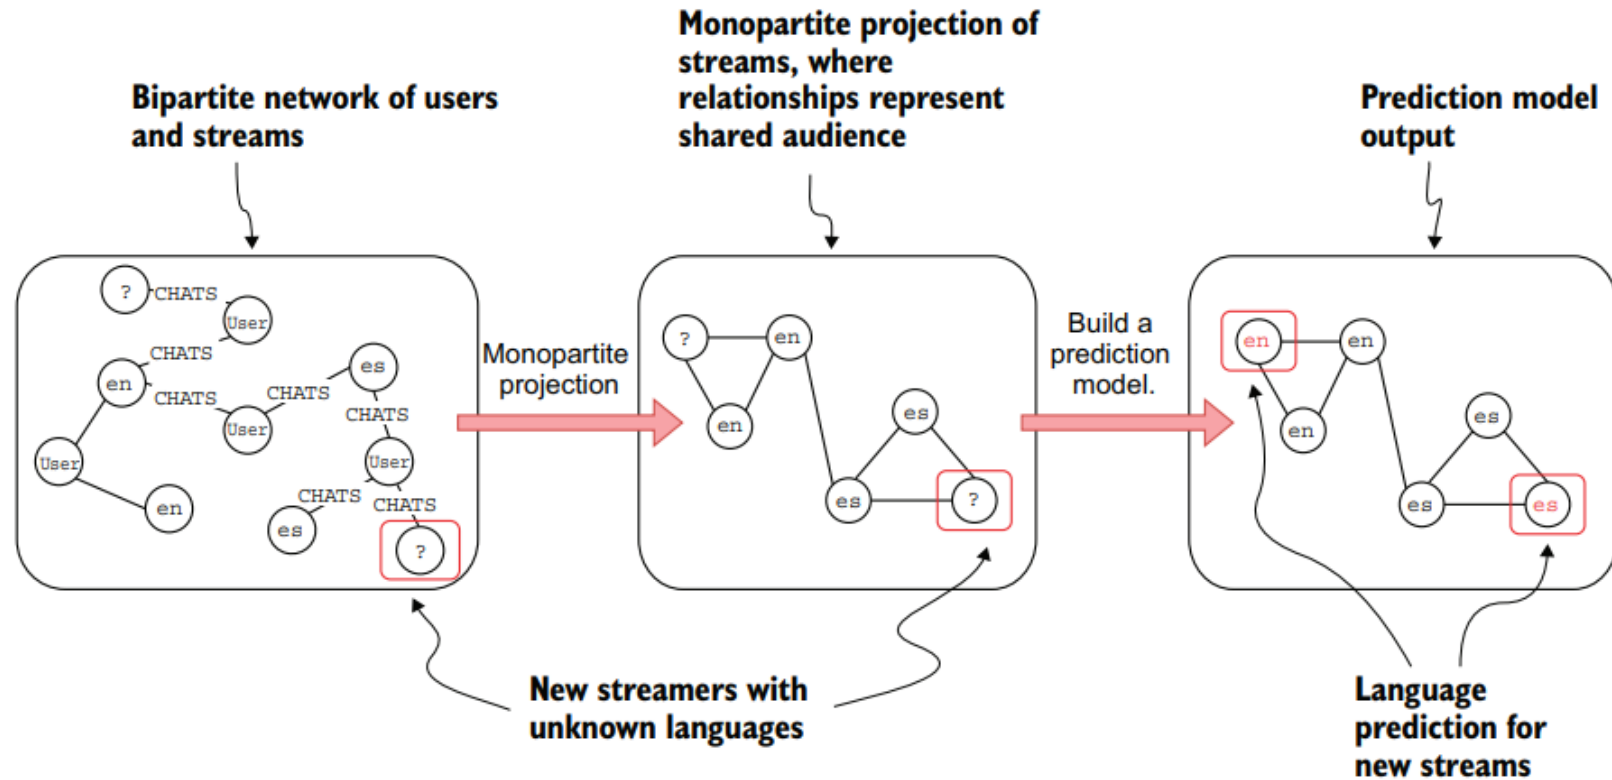 Bipartite network of users
and streams
Monopartite projection of
streams, where
relationships represent
shared audience
Prediction model
output
?
CHATS
User
CHATS
en
CHATS
User
CHATS
es
CHATS
User
User
en
CHATS
es
CHATS
?
Monopartite
projection
?
en
en
es
es
?
Build a
prediction
model.
en
en
en
es
es
es
New streamers with
unknown languages
Language
prediction for
new streams